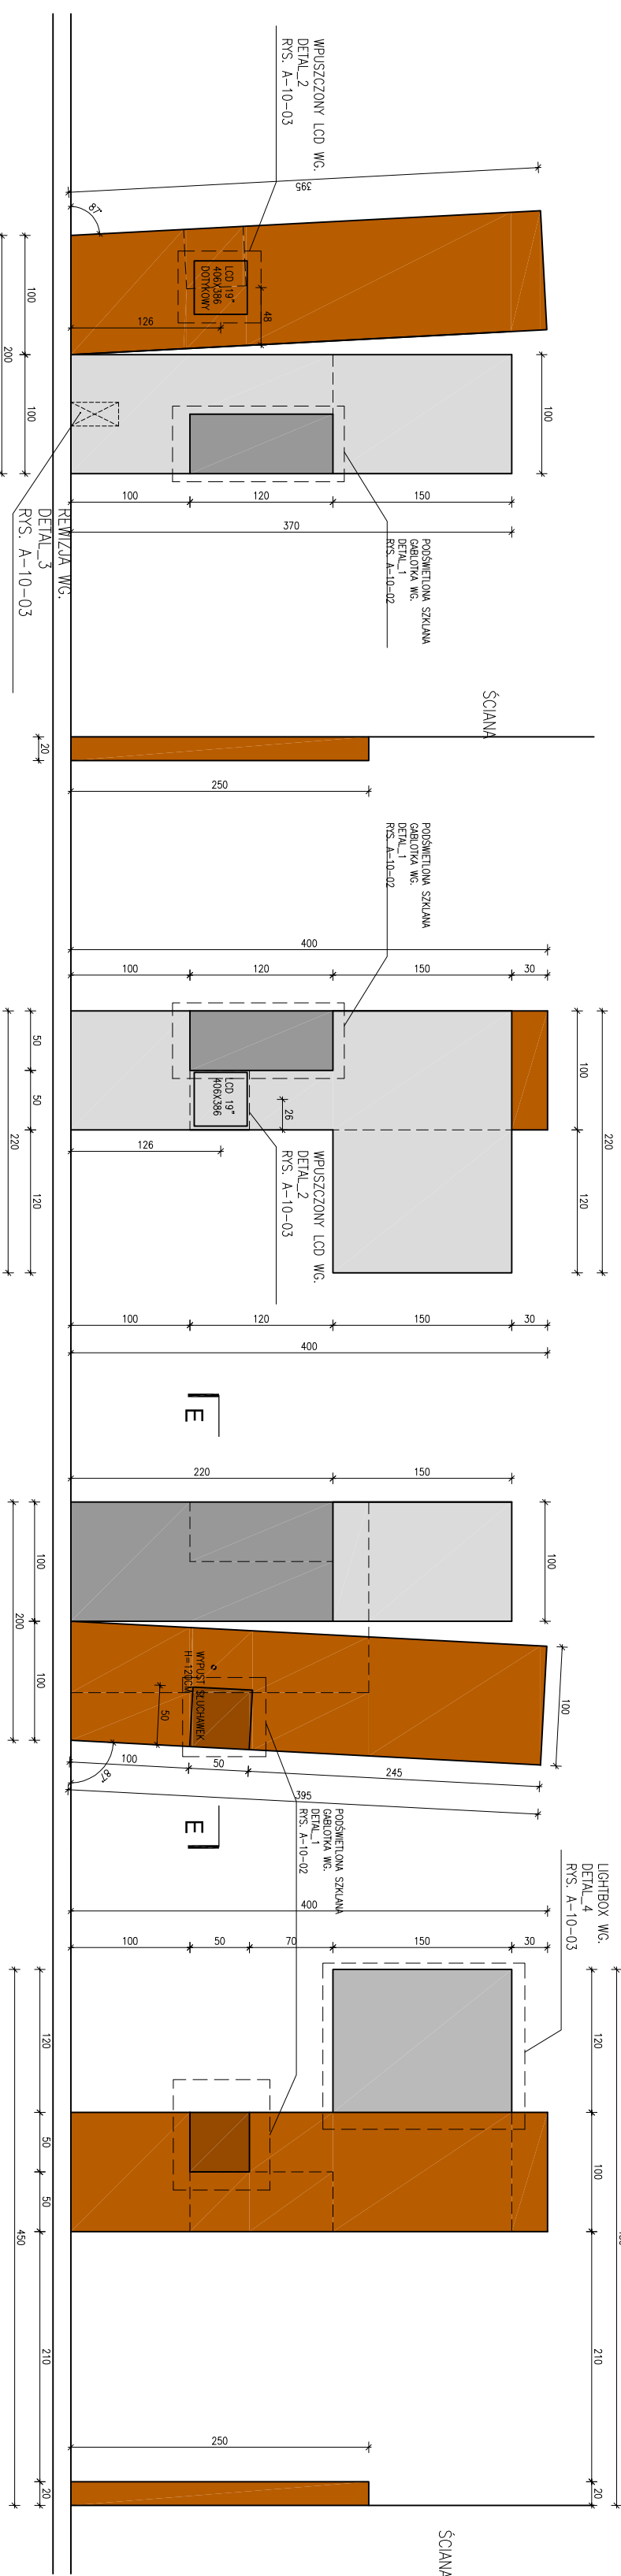 WPUSZCZONY LCD WG.
DETAL_2
RYS. A-10-03
395
87°
LCD 19"
406X386
DOTYKOWY
48
126
100
200
100
100
100
120
150
370
PODŚWIETLONA SZKLANA
GABLOTKA WG.
DETAL_1
RYS. A-10-02
REWIZJA WG.
DETAL_3
RYS. A-10-03
ŚCIANA
20
250
PODŚWIETLONA SZKLANA
GABLOTKA WG.
DETAL_1
RYS. A-10-02
400
100
120
150
30
50
50
120
220
LCD 19"
406X386
26
126
WPUSZCZONY LCD WG.
DETAL_2
RYS. A-10-03
100
120
220
100
120
150
30
400
E
220
150
100
100
200
100
WYPUST SŁUCHAWEK
H=120CM
50
100
87°
100
50
245
395
E
PODŚWIETLONA SZKLANA
GABLOTKA WG.
DETAL_1
RYS. A-10-02
LIGHTBOX WG.
DETAL_4
RYS. A-10-03
400
100
50
70
150
30
120
50
50
210
20
450
120
100
210
20
250
ŚCIANA